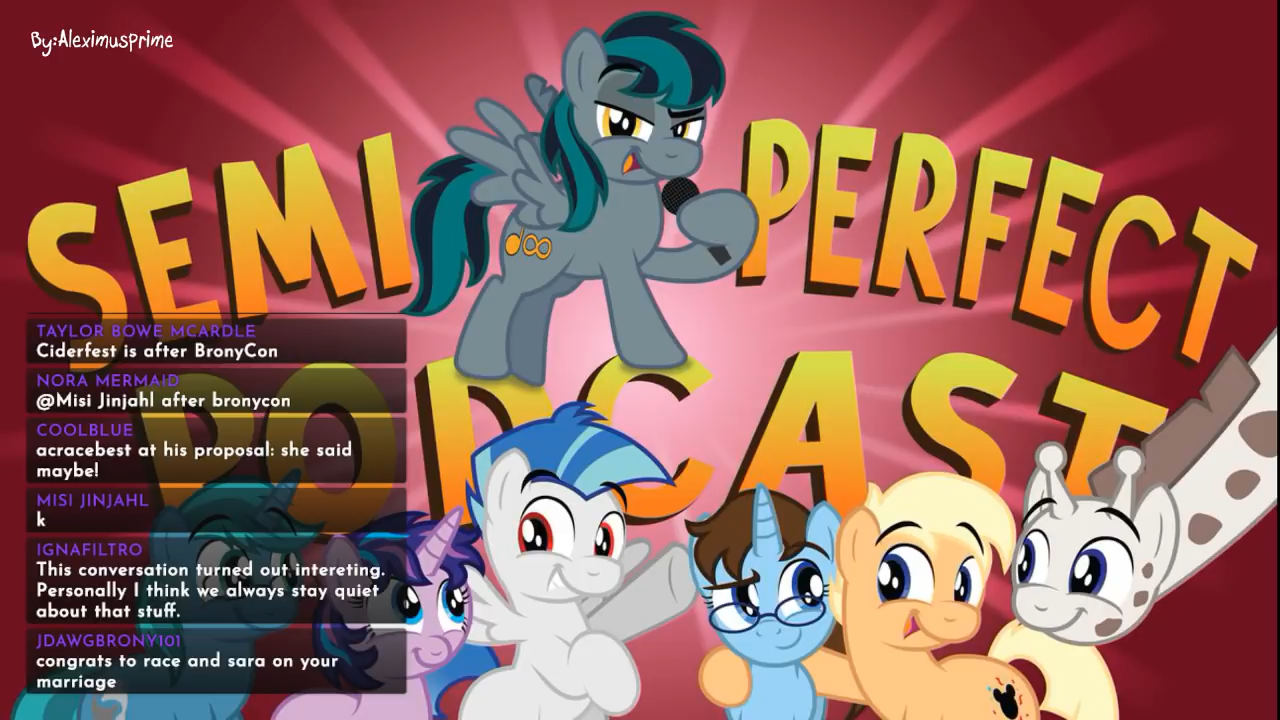 By:Aleximusprime
SEMI PERFECT
PODCAST
TAYLOR BOWE MCARDLE
Ciderfest is after BronyCon
NORA MERMAID
@Misi Jinjahl after bronycon
COOLBLUE
acracebest at his proposal: she said
maybe!
MISI JINJAHL
k
IGNAFILTRO
This conversation turned out intereting.
Personally I think we always stay quiet
about that stuff.
JDAWGBRONY101
congrats to race and sara on your
marriage